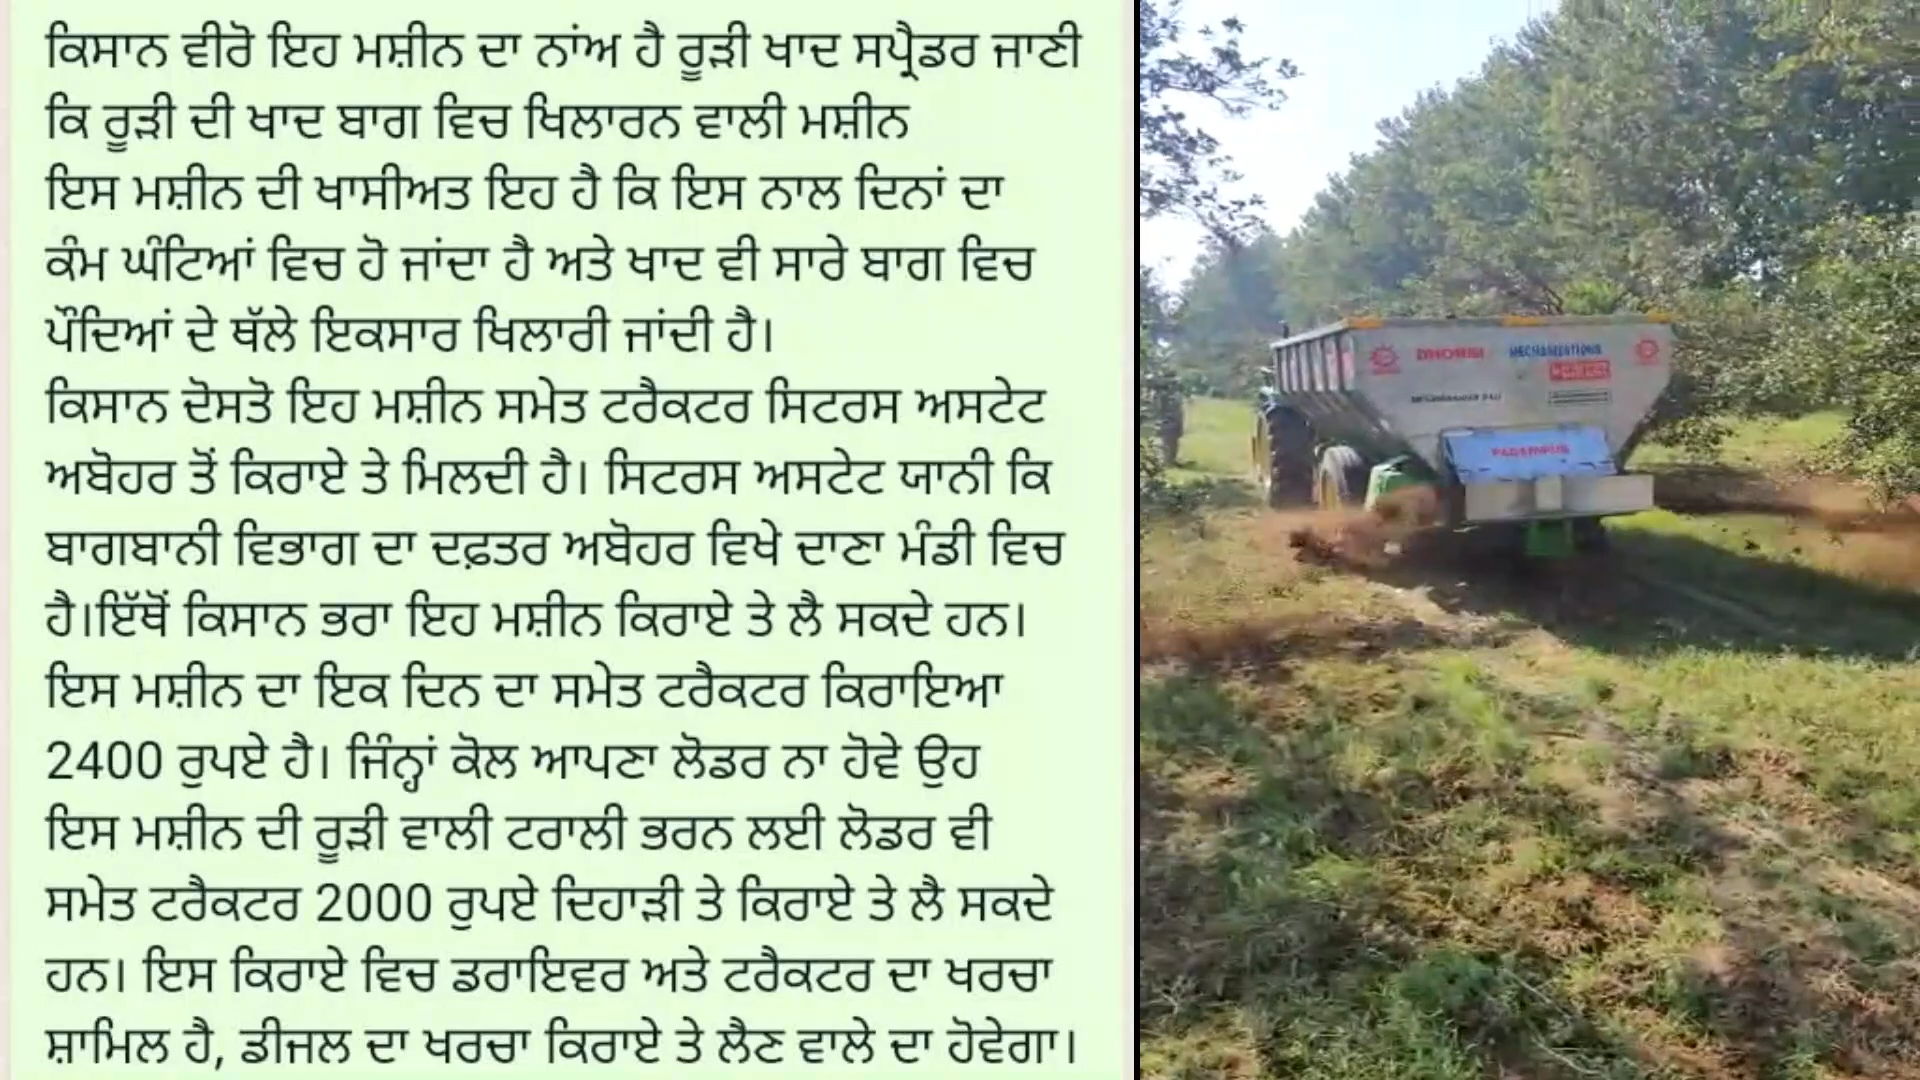 ਕਿਸਾਨ ਵੀਰੋ ਇਹ ਮਸ਼ੀਨ ਦਾ ਨਾਂਅ ਹੈ ਰੂੜੀ ਖਾਦ ਸਪ੍ਰੈਡਰ ਜਾਣੀ
ਕਿ ਰੂੜੀ ਦੀ ਖਾਦ ਬਾਗ ਵਿਚ ਖਿਲਾਰਨ ਵਾਲੀ ਮਸ਼ੀਨ
ਇਸ ਮਸ਼ੀਨ ਦੀ ਖਾਸੀਅਤ ਇਹ ਹੈ ਕਿ ਇਸ ਨਾਲ ਦਿਨਾਂ ਦਾ
ਕੰਮ ਘੰਟਿਆਂ ਵਿਚ ਹੋ ਜਾਂਦਾ ਹੈ ਅਤੇ ਖਾਦ ਵੀ ਸਾਰੇ ਬਾਗ ਵਿਚ
ਪੌਦਿਆਂ ਦੇ ਥੱਲੇ ਇਕਸਾਰ ਖਿਲਾਰੀ ਜਾਂਦੀ ਹੈ।
ਕਿਸਾਨ ਦੋਸਤੋ ਇਹ ਮਸ਼ੀਨ ਸਮੇਤ ਟਰੈਕਟਰ ਸਿਟਰਸ ਅਸਟੇਟ
ਅਬੋਹਰ ਤੋਂ ਕਿਰਾਏ ਤੇ ਮਿਲਦੀ ਹੈ। ਸਿਟਰਸ ਅਸਟੇਟ ਯਾਨੀ ਕਿ
ਬਾਗਬਾਨੀ ਵਿਭਾਗ ਦਾ ਦਫ਼ਤਰ ਅਬੋਹਰ ਵਿਖੇ ਦਾਣਾ ਮੰਡੀ ਵਿਚ
ਹੈ।ਇੱਥੋਂ ਕਿਸਾਨ ਭਰਾ ਇਹ ਮਸ਼ੀਨ ਕਿਰਾਏ ਤੇ ਲੈ ਸਕਦੇ ਹਨ।
ਇਸ ਮਸ਼ੀਨ ਦਾ ਇਕ ਦਿਨ ਦਾ ਸਮੇਤ ਟਰੈਕਟਰ ਕਿਰਾਇਆ
2400 ਰੁਪਏ ਹੈ। ਜਿੰਨ੍ਹਾਂ ਕੋਲ ਆਪਣਾ ਲੋਡਰ ਨਾ ਹੋਵੇ ਉਹ
ਇਸ ਮਸ਼ੀਨ ਦੀ ਰੂੜੀ ਵਾਲੀ ਟਰਾਲੀ ਭਰਨ ਲਈ ਲੋਡਰ ਵੀ
ਸਮੇਤ ਟਰੈਕਟਰ 2000 ਰੁਪਏ ਦਿਹਾੜੀ ਤੇ ਕਿਰਾਏ ਤੇ ਲੈ ਸਕਦੇ
ਹਨ। ਇਸ ਕਿਰਾਏ ਵਿਚ ਡਰਾਇਵਰ ਅਤੇ ਟਰੈਕਟਰ ਦਾ ਖਰਚਾ
ਸ਼ਾਮਿਲ ਹੈ, ਡੀਜਲ ਦਾ ਖਰਚਾ ਕਿਰਾਏ ਤੇ ਲੈਣ ਵਾਲੇ ਦਾ ਹੋਵੇਗਾ।
MECHANIZATIONS